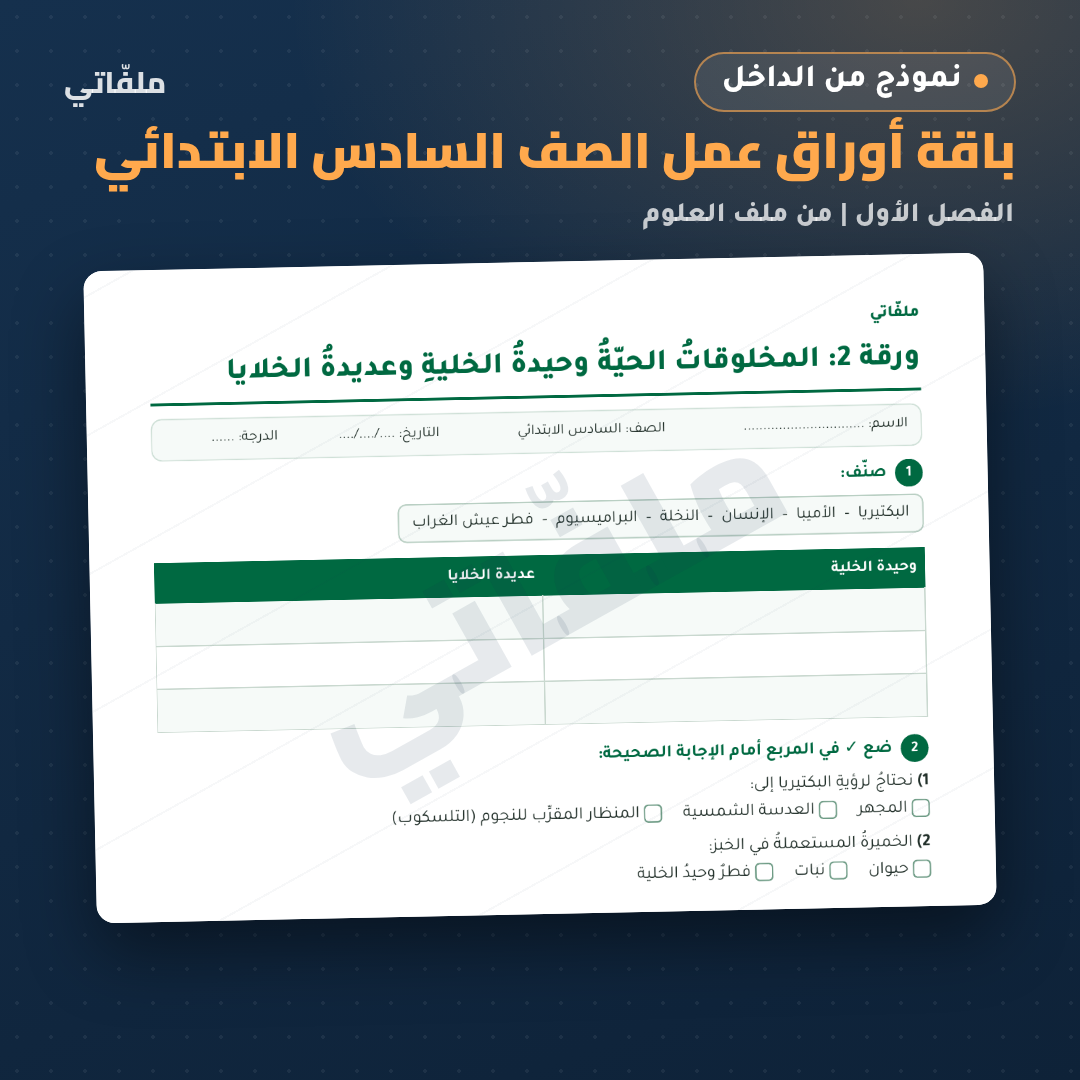 نموذج من الداخل
ملفّاتي
باقة أوراق عمل الصف السادس الابتدائي
الفصل الأول | من ملف العلوم
ملفّاتي
ورقة 2: المخلوقاتُ الحيّةُ وحيدةُ الخليةِ وعديدةُ الخلايا
الاسم: .............................. الصف: السادس الابتدائي التاريخ: ..../..../.... الدرجة: ......
1 صنّف:
البكتيريا - الأميبا - الإنسان - النخلة - البراميسيوم - فطر عيش الغراب
وحيدة الخلية عديدة الخلايا
ملفّاتي
2 ضع ✓ في المربع أمام الإجابة الصحيحة:
1) نحتاجُ لرؤيةِ البكتيريا إلى:
المجهر العدسة الشمسية المنظار المقرِّب للنجوم (التلسكوب)
2) الخميرةُ المستعملةُ في الخبز:
حيوان نبات فطرٌ وحيدُ الخلية